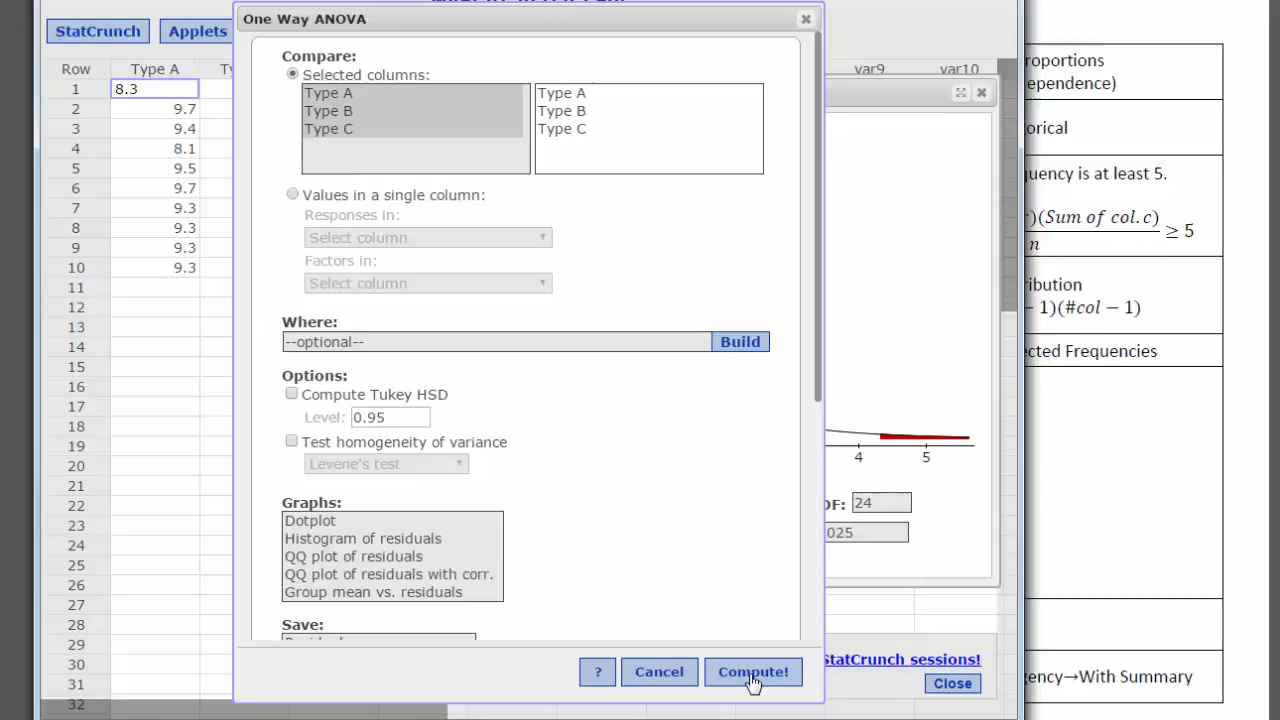 One Way ANOVA
StatCrunch
Applets
Row
Type A
var9
var10
1
8.3
2
9.7
3
9.4
4
8.1
5
9.5
6
9.7
7
9.3
8
9.3
9
9.3
10
9.3
11
12
13
14
15
16
17
18
19
20
21
22
23
24
25
26
27
28
29
30
31
32
Compare:
Selected columns:
Type A
Type B
Type C
Type A
Type B
Type C
Values in a single column:
Responses in:
Select column
Factors in:
Select column
Where:
--optional--
Build
Options:
Compute Tukey HSD
Level: 0.95
Test homogeneity of variance
Levene's test
Graphs:
Dotplot
Histogram of residuals
QQ plot of residuals
QQ plot of residuals with corr.
Group mean vs. residuals
Save:
?
Cancel
Compute!
4
5
DF: 24
025
StatCrunch sessions!
Close
roportions
ependence)
orical
quency is at least 5.
r)(Sum of col. c)
n
≥ 5
ribution
− 1)(#col − 1)
ected Frequencies
gency→With Summary